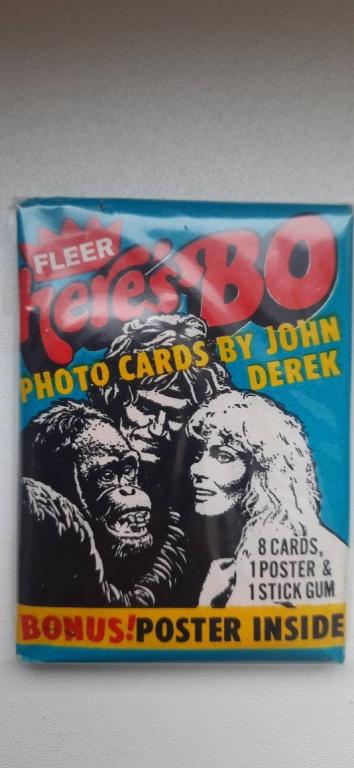 FLEER
here's BO
PHOTO CARDS BY JOHN
DEREK
8 CARDS,
1 POSTER &
1 STICK GUM
BONUS! POSTER INSIDE